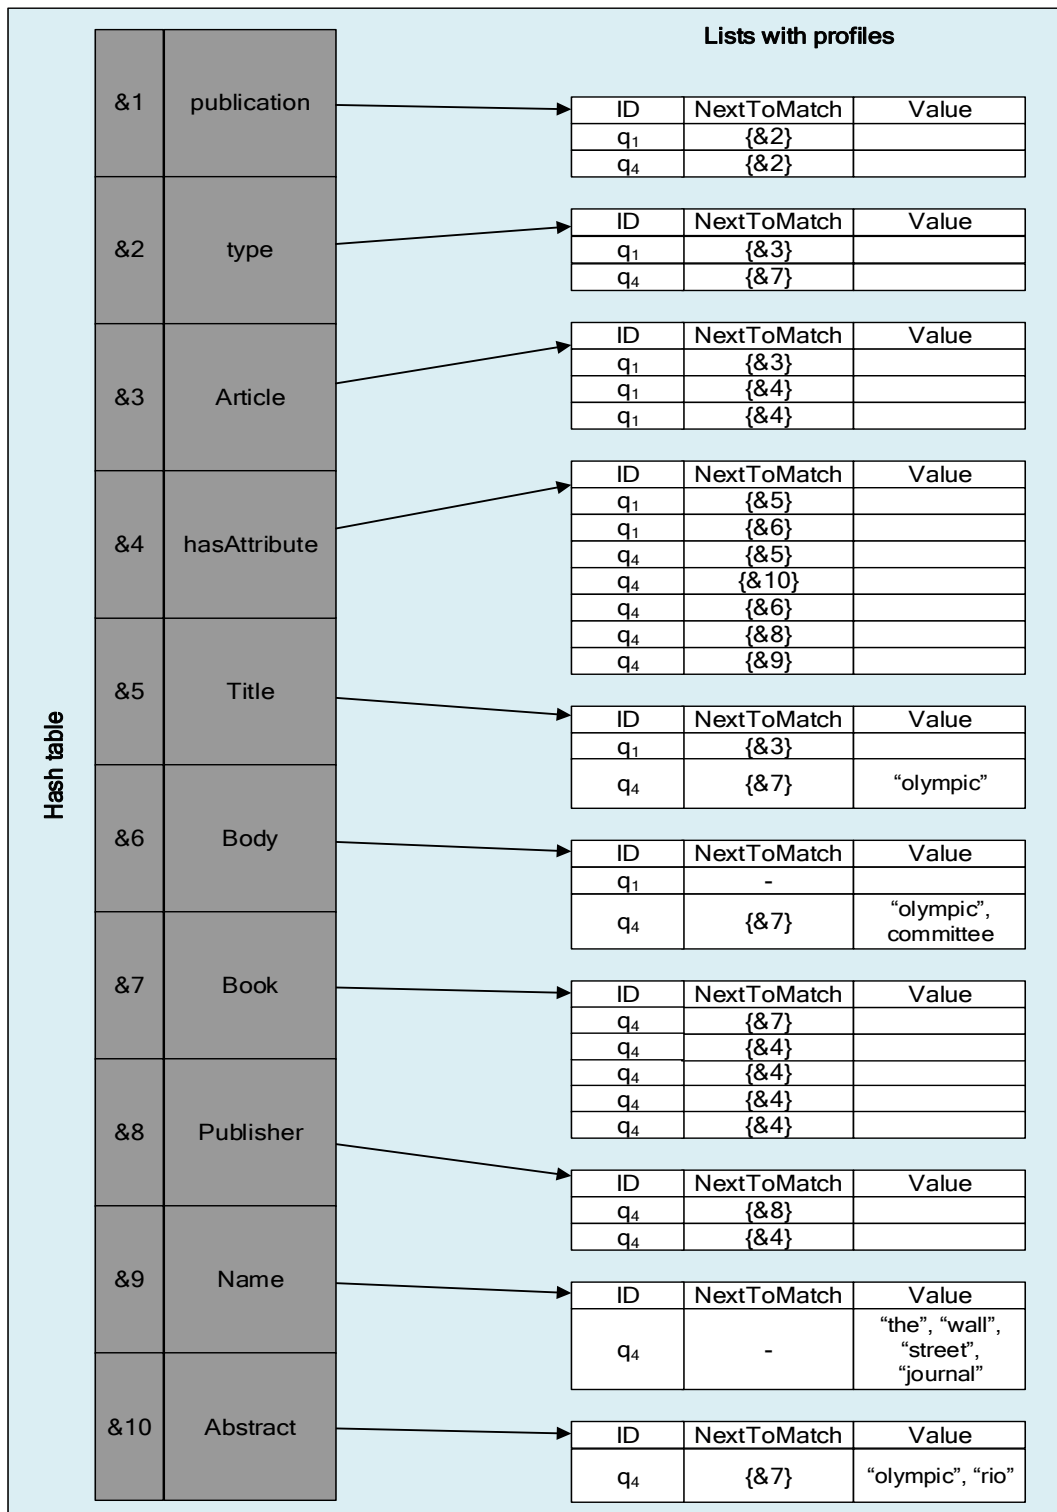 Lists with profiles
Hash table
&1 publication
ID NextToMatch Value
q1 {&2}
q4 {&2}
&2 type
ID NextToMatch Value
q1 {&3}
q4 {&7}
&3 Article
ID NextToMatch Value
q1 {&3}
q1 {&4}
q1 {&4}
&4 hasAttribute
ID NextToMatch Value
q1 {&5}
q1 {&6}
q4 {&5}
q4 {&10}
q4 {&6}
q4 {&8}
q4 {&9}
&5 Title
ID NextToMatch Value
q1 {&3}
q4 {&7} “olympic”
&6 Body
ID NextToMatch Value
q1 -
q4 {&7} “olympic”,
committee
&7 Book
ID NextToMatch Value
q4 {&7}
q4 {&4}
q4 {&4}
q4 {&4}
q4 {&4}
&8 Publisher
ID NextToMatch Value
q4 {&8}
q4 {&4}
&9 Name
ID NextToMatch Value
q4 - “the”, “wall”,
“street”,
“journal”
&10 Abstract
ID NextToMatch Value
q4 {&7} “olympic”, “rio”